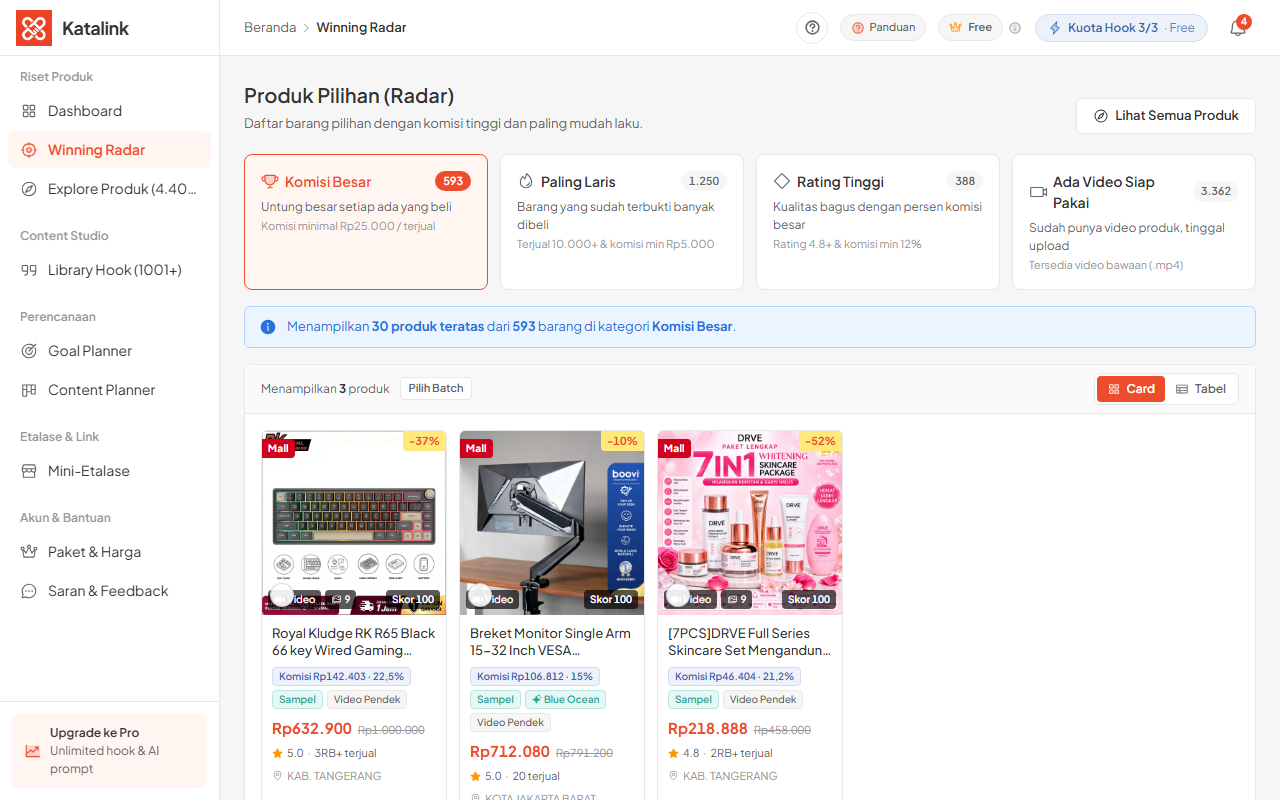 Katalink
Beranda > Winning Radar
Panduan
Free
Kuota Hook 3/3 · Free
4
Riset Produk
Dashboard
Winning Radar
Explore Produk (4.40...
Content Studio
Library Hook (1001+)
Perencanaan
Goal Planner
Content Planner
Etalase & Link
Mini-Etalase
Akun & Bantuan
Paket & Harga
Saran & Feedback
Upgrade ke Pro
Unlimited hook & AI
prompt
Produk Pilihan (Radar)
Daftar barang pilihan dengan komisi tinggi dan paling mudah laku.
Lihat Semua Produk
Komisi Besar
593
Untung besar setiap ada yang beli
Komisi minimal Rp25.000 / terjual
Paling Laris
1.250
Barang yang sudah terbukti banyak
dibeli
Terjual 10.000+ & komisi min Rp5.000
Rating Tinggi
388
Kualitas bagus dengan persen komisi
besar
Rating 4.8+ & komisi min 12%
Ada Video Siap
Pakai
3.362
Sudah punya video produk, tinggal
upload
Tersedia video bawaan (.mp4)
Menampilkan 30 produk teratas dari 593 barang di kategori Komisi Besar.
Menampilkan 3 produk
Pilih Batch
Card
Tabel
Mall
-37%
9
Skor 100
1 Jam
Royal Kludge RK R65 Black
66 key Wired Gaming...
Komisi Rp142.403 · 22,5%
Sampel
Video Pendek
Rp632.900 Rp1.000.000
5.0 · 3RB+ terjual
KAB. TANGERANG
Mall
-10%
boovi
Skor 100
Breket Monitor Single Arm
15-32 Inch VESA...
Komisi Rp106.812 · 15%
Sampel
Blue Ocean
Video Pendek
Rp712.080 Rp791.200
5.0 · 20 terjual
KOTA JAKARTA BARAT
Mall
-52%
DRVE
PAKET LENGKAP
7IN1 WHITENING
SKINCARE
PACKAGE
HILANGKAN KERUTAN & GARIS HALUS
HEMAT
LEBIH
LENGKAP
9
Skor 100
[7PCS]DRVE Full Series
Skincare Set Mengandun...
Komisi Rp46.404 · 21,2%
Sampel
Video Pendek
Rp218.888 Rp458.000
4.8 · 2RB+ terjual
KAB. TANGERANG